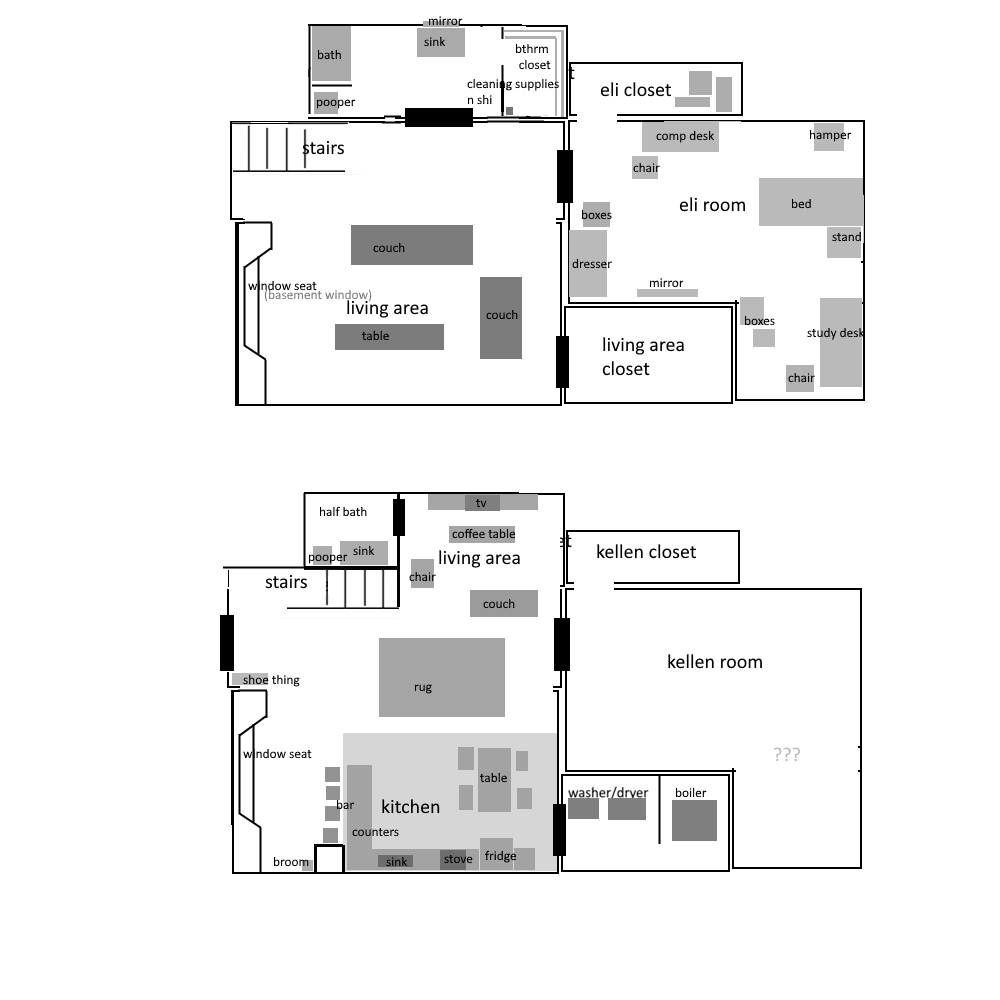 mirror
sink
bath
bthrm
closet
cleaning supplies
n shi
pooper
t
eli closet
stairs
comp desk
hamper
chair
eli room
bed
boxes
stand
couch
dresser
window seat
(basement window)
mirror
living area
couch
table
boxes
study desk
living area
closet
chair
tv
half bath
coffee table
et
pooper
sink
living area
kellen closet
stairs
chair
couch
kellen room
shoe thing
rug
window seat
???
table
washer/dryer
boiler
bar
kitchen
counters
broom
sink
stove
fridge